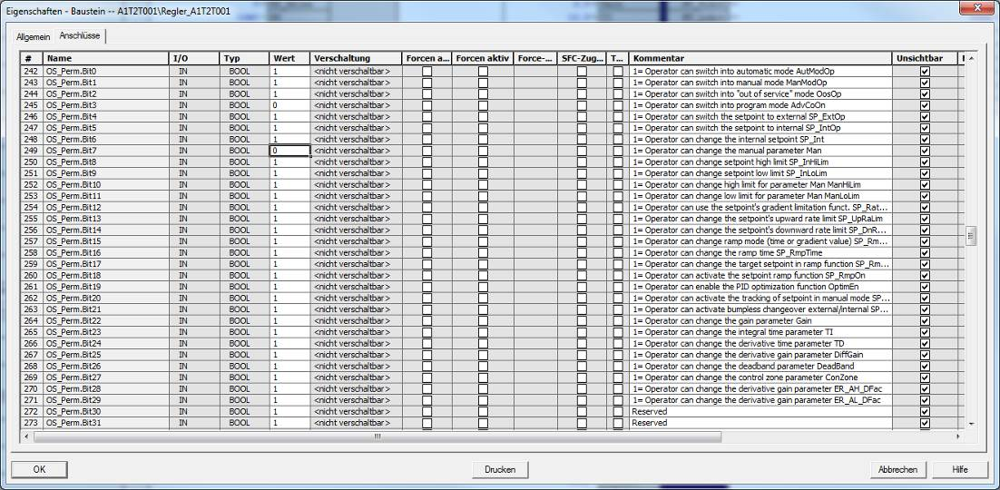 Eigenschaften - Baustein -- A1T2T001\Regler_A1T2T001
Allgemein Anschlüsse
# Name I/O Typ Wert Verschaltung Forcen a... Forcen aktiv Force-... SFC-Zug... T... Kommentar Unsichtbar
242 OS_Perm.Bit0 IN BOOL 1 <nicht verschaltbar> 1= Operator can switch into automatic mode AutModOp
243 OS_Perm.Bit1 IN BOOL 1 <nicht verschaltbar> 1= Operator can switch into manual mode ManModOp
244 OS_Perm.Bit2 IN BOOL 1 <nicht verschaltbar> 1= Operator can switch into "out of service" mode OosOp
245 OS_Perm.Bit3 IN BOOL 0 <nicht verschaltbar> 1= Operator can switch into program mode AdvCoOn
246 OS_Perm.Bit4 IN BOOL 1 <nicht verschaltbar> 1= Operator can switch the setpoint to external SP_ExtOp
247 OS_Perm.Bit5 IN BOOL 1 <nicht verschaltbar> 1= Operator can switch the setpoint to internal SP_IntOp
248 OS_Perm.Bit6 IN BOOL 1 <nicht verschaltbar> 1= Operator can change the internal setpoint SP_Int
249 OS_Perm.Bit7 IN BOOL 0 <nicht verschaltbar> 1= Operator can change the manual parameter Man
250 OS_Perm.Bit8 IN BOOL 1 <nicht verschaltbar> 1= Operator can change setpoint high limit SP_InHiLim
251 OS_Perm.Bit9 IN BOOL 1 <nicht verschaltbar> 1= Operator can change setpoint low limit SP_InLoLim
252 OS_Perm.Bit10 IN BOOL 1 <nicht verschaltbar> 1= Operator can change high limit for parameter Man ManHiLim
253 OS_Perm.Bit11 IN BOOL 1 <nicht verschaltbar> 1= Operator can change low limit for parameter Man ManLoLim
254 OS_Perm.Bit12 IN BOOL 1 <nicht verschaltbar> 1= Operator can use the setpoint's gradient limitation funct. SP_Rat...
255 OS_Perm.Bit13 IN BOOL 1 <nicht verschaltbar> 1= Operator can change the setpoint's upward rate limit SP_UpRaLim
256 OS_Perm.Bit14 IN BOOL 1 <nicht verschaltbar> 1= Operator can change the setpoint's downward rate limit SP_DnR...
257 OS_Perm.Bit15 IN BOOL 1 <nicht verschaltbar> 1= Operator can change ramp mode (time or gradient value) SP_Rm...
258 OS_Perm.Bit16 IN BOOL 1 <nicht verschaltbar> 1= Operator can change the ramp time SP_RmpTime
259 OS_Perm.Bit17 IN BOOL 1 <nicht verschaltbar> 1= Operator can change the target setpoint in ramp function SP_Rm...
260 OS_Perm.Bit18 IN BOOL 1 <nicht verschaltbar> 1= Operator can activate the setpoint ramp function SP_RmpOn
261 OS_Perm.Bit19 IN BOOL 1 <nicht verschaltbar> 1= Operator can enable the PID optimization function OptimEn
262 OS_Perm.Bit20 IN BOOL 1 <nicht verschaltbar> 1= Operator can activate the tracking of setpoint in manual mode SP...
263 OS_Perm.Bit21 IN BOOL 1 <nicht verschaltbar> 1= Operator can activate bumpless changeover external/internal SP...
264 OS_Perm.Bit22 IN BOOL 1 <nicht verschaltbar> 1= Operator can change the gain parameter Gain
265 OS_Perm.Bit23 IN BOOL 1 <nicht verschaltbar> 1= Operator can change the integral time parameter TI
266 OS_Perm.Bit24 IN BOOL 1 <nicht verschaltbar> 1= Operator can change the derivative time parameter TD
267 OS_Perm.Bit25 IN BOOL 1 <nicht verschaltbar> 1= Operator can change the derivative gain parameter DiffGain
268 OS_Perm.Bit26 IN BOOL 1 <nicht verschaltbar> 1= Operator can change the deadband parameter DeadBand
269 OS_Perm.Bit27 IN BOOL 1 <nicht verschaltbar> 1= Operator can change the control zone parameter ConZone
270 OS_Perm.Bit28 IN BOOL 1 <nicht verschaltbar> 1= Operator can change the derivative gain parameter ER_AH_DFac
271 OS_Perm.Bit29 IN BOOL 1 <nicht verschaltbar> 1= Operator can change the derivative gain parameter ER_AL_DFac
272 OS_Perm.Bit30 IN BOOL 1 <nicht verschaltbar> Reserved
273 OS_Perm.Bit31 IN BOOL 1 <nicht verschaltbar> Reserved
OK Drucken Abbrechen Hilfe